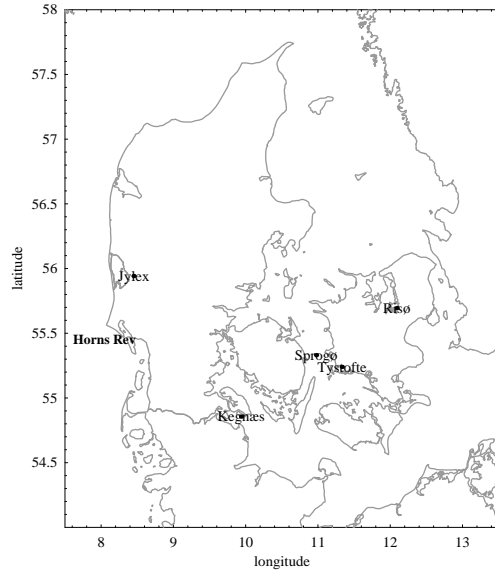 58
57.5
57
56.5
56
55.5
55
54.5
latitude
Jylex
Risø
Horns Rev
Sprogø
Tystofte
Kegnæs
8 9 10 11 12 13
longitude